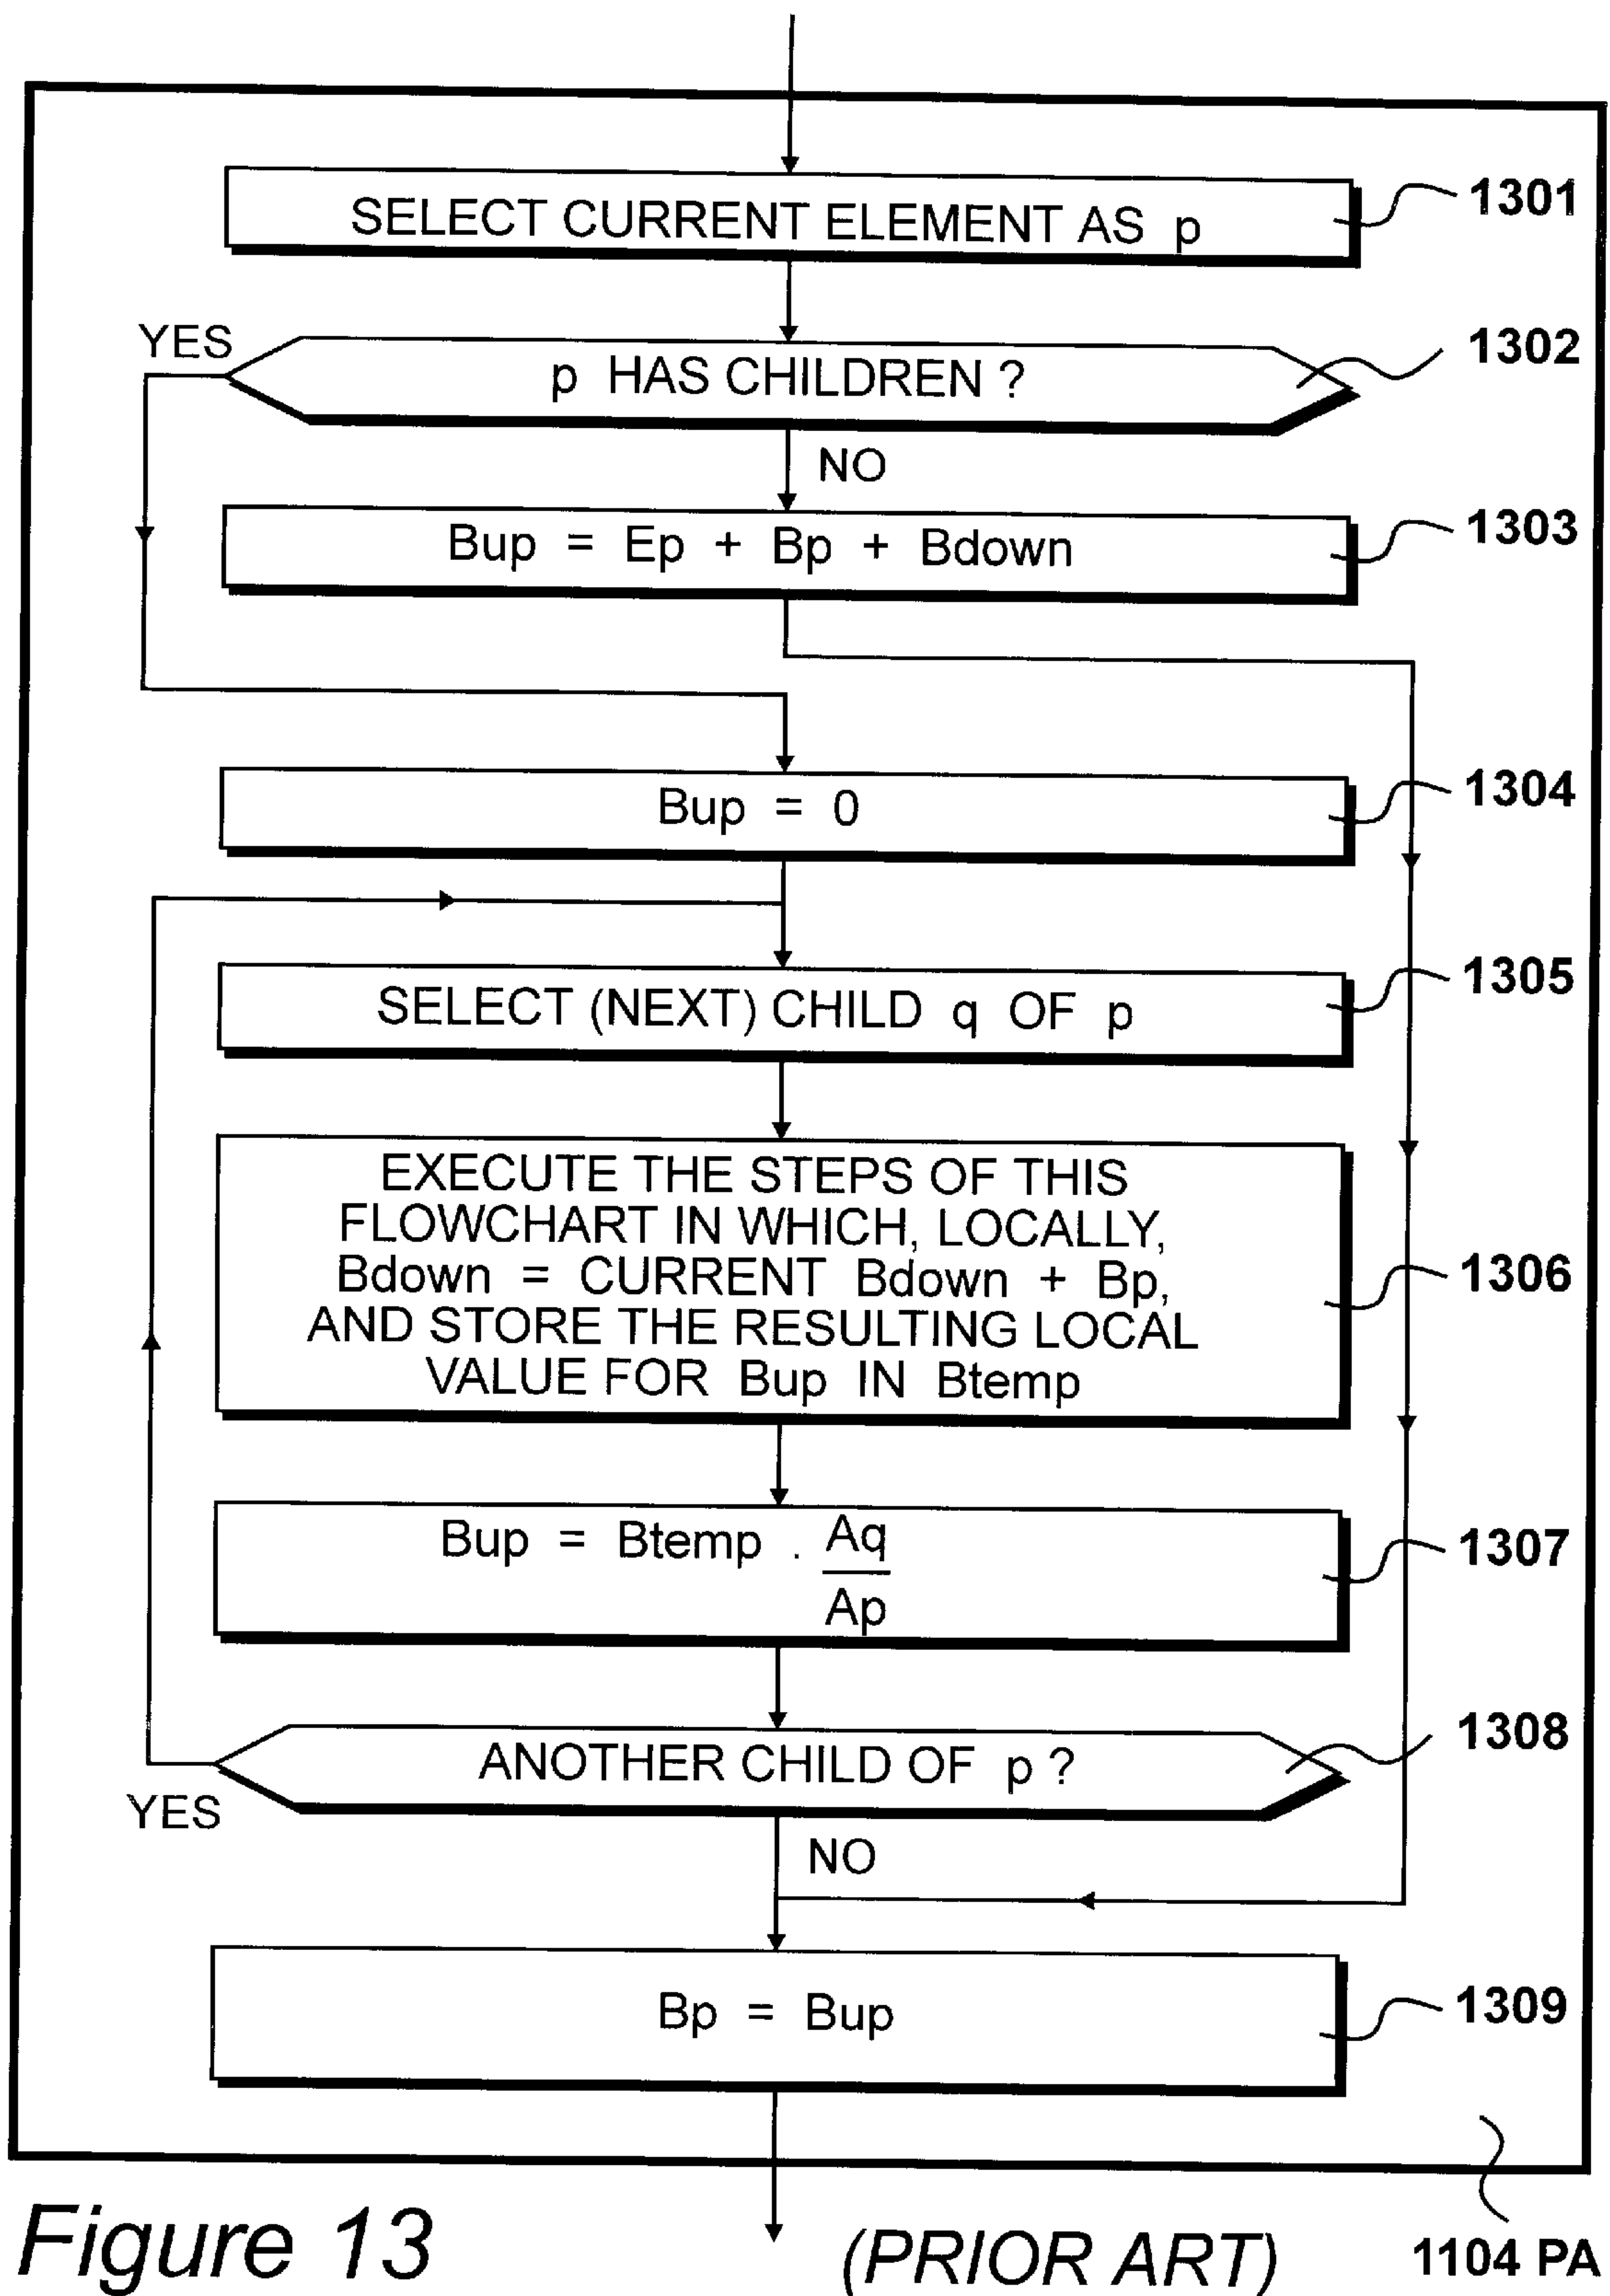 SELECT CURRENT ELEMENT AS p
1301
YES
p HAS CHILDREN ?
1302
NO
Bup = Ep + Bp + Bdown
1303
Bup = 0
1304
SELECT (NEXT) CHILD q OF p
1305
EXECUTE THE STEPS OF THIS
FLOWCHART IN WHICH, LOCALLY,
Bdown = CURRENT Bdown + Bp,
AND STORE THE RESULTING LOCAL
VALUE FOR Bup IN Btemp
1306
Bup = Btemp . Aq
Ap
1307
ANOTHER CHILD OF p ?
1308
YES
NO
Bp = Bup
1309
Figure 13
(PRIOR ART)
1104 PA